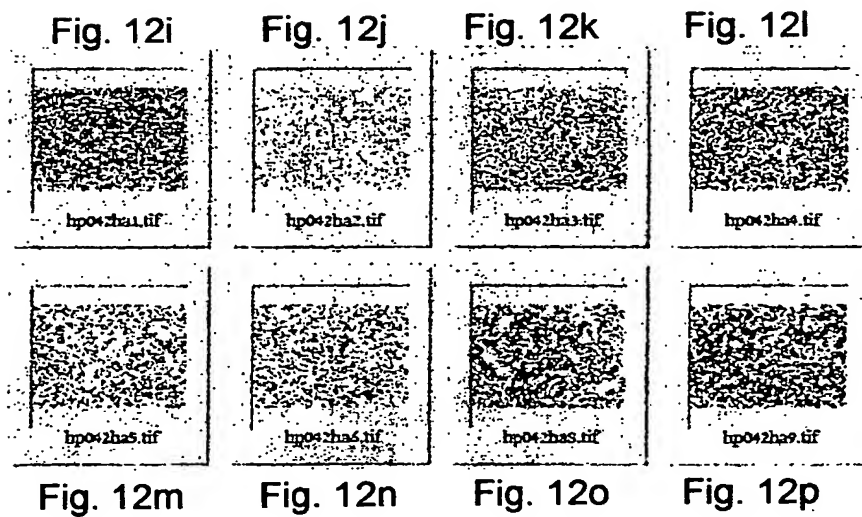 Fig. 12i Fig. 12j Fig. 12k Fig. 12l
hp042ha1.tif hp042ha2.tif hp042ha3.tif hp042ha4.tif
hp042ha5.tif hp042ha6.tif hp042ha8.tif hp042ha9.tif
Fig. 12m Fig. 12n Fig. 12o Fig. 12p